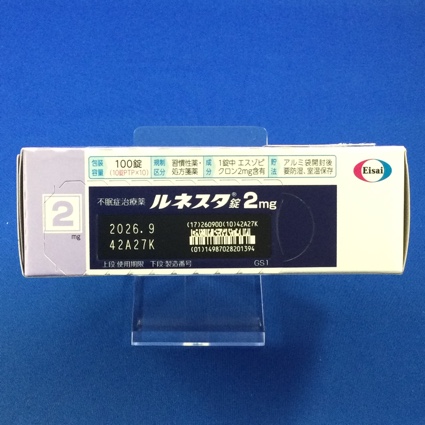 包装容量 100錠 (10錠PTP×10) 規制区分 習慣性薬・処方箋薬 成分 1錠中 エスゾピクロン2mg含有 貯法 アルミ袋開封後要防湿、室温保存
Eisai
2 mg
不眠症治療薬 ルネスタ®錠2mg
(17)260900(10)42A27K
2026.9
42A27K
(01)14987028201394
上段 使用期限 下段 製造番号 GS1